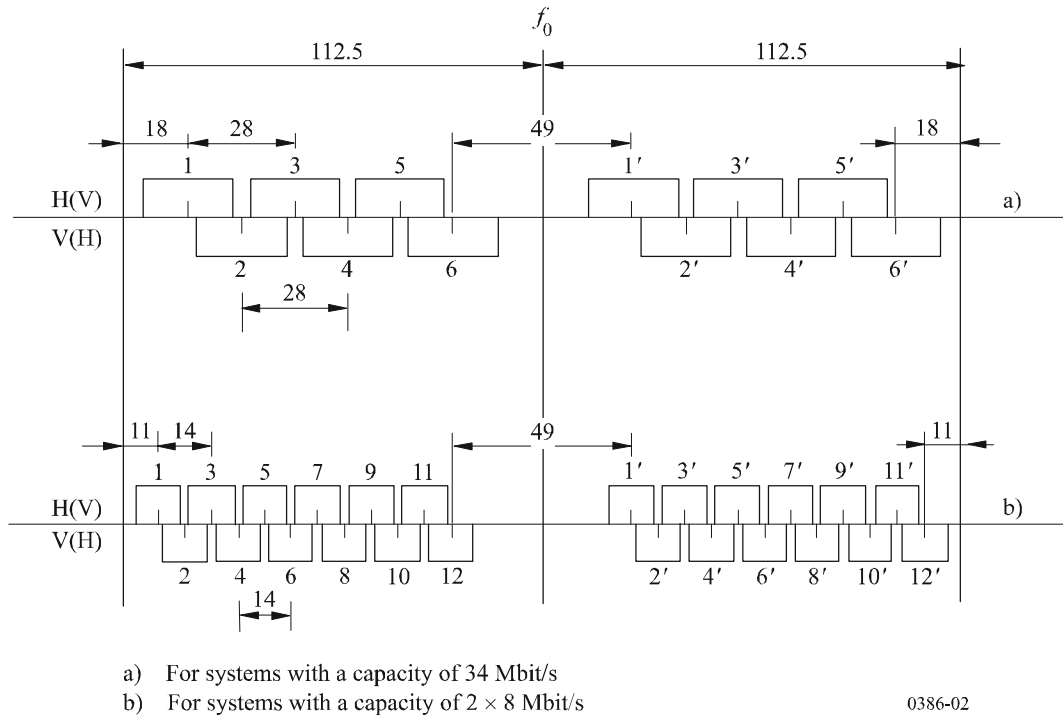 f0
112.5 112.5
18 28 49 18
1 3 5 1′ 3′ 5′
H(V) a)
V(H)
2 4 6 2′ 4′ 6′
28
11 14 49 11
1 3 5 7 9 11 1′ 3′ 5′ 7′ 9′ 11′
H(V) b)
V(H)
2 4 6 8 10 12 2′ 4′ 6′ 8′ 10′ 12′
14
a) For systems with a capacity of 34 Mbit/s
b) For systems with a capacity of 2 × 8 Mbit/s 0386-02